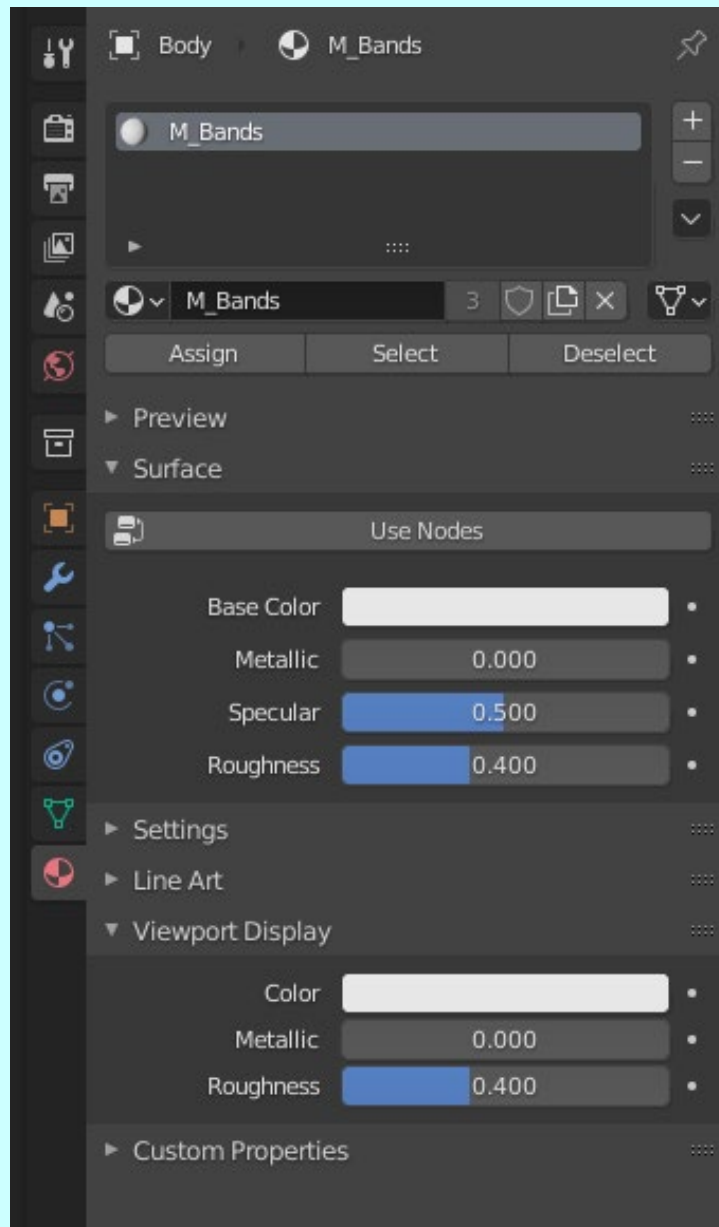 Body M_Bands
M_Bands
M_Bands 3
Assign Select Deselect
Preview
Surface
Use Nodes
Base Color
Metallic 0.000
Specular 0.500
Roughness 0.400
Settings
Line Art
Viewport Display
Color
Metallic 0.000
Roughness 0.400
Custom Properties